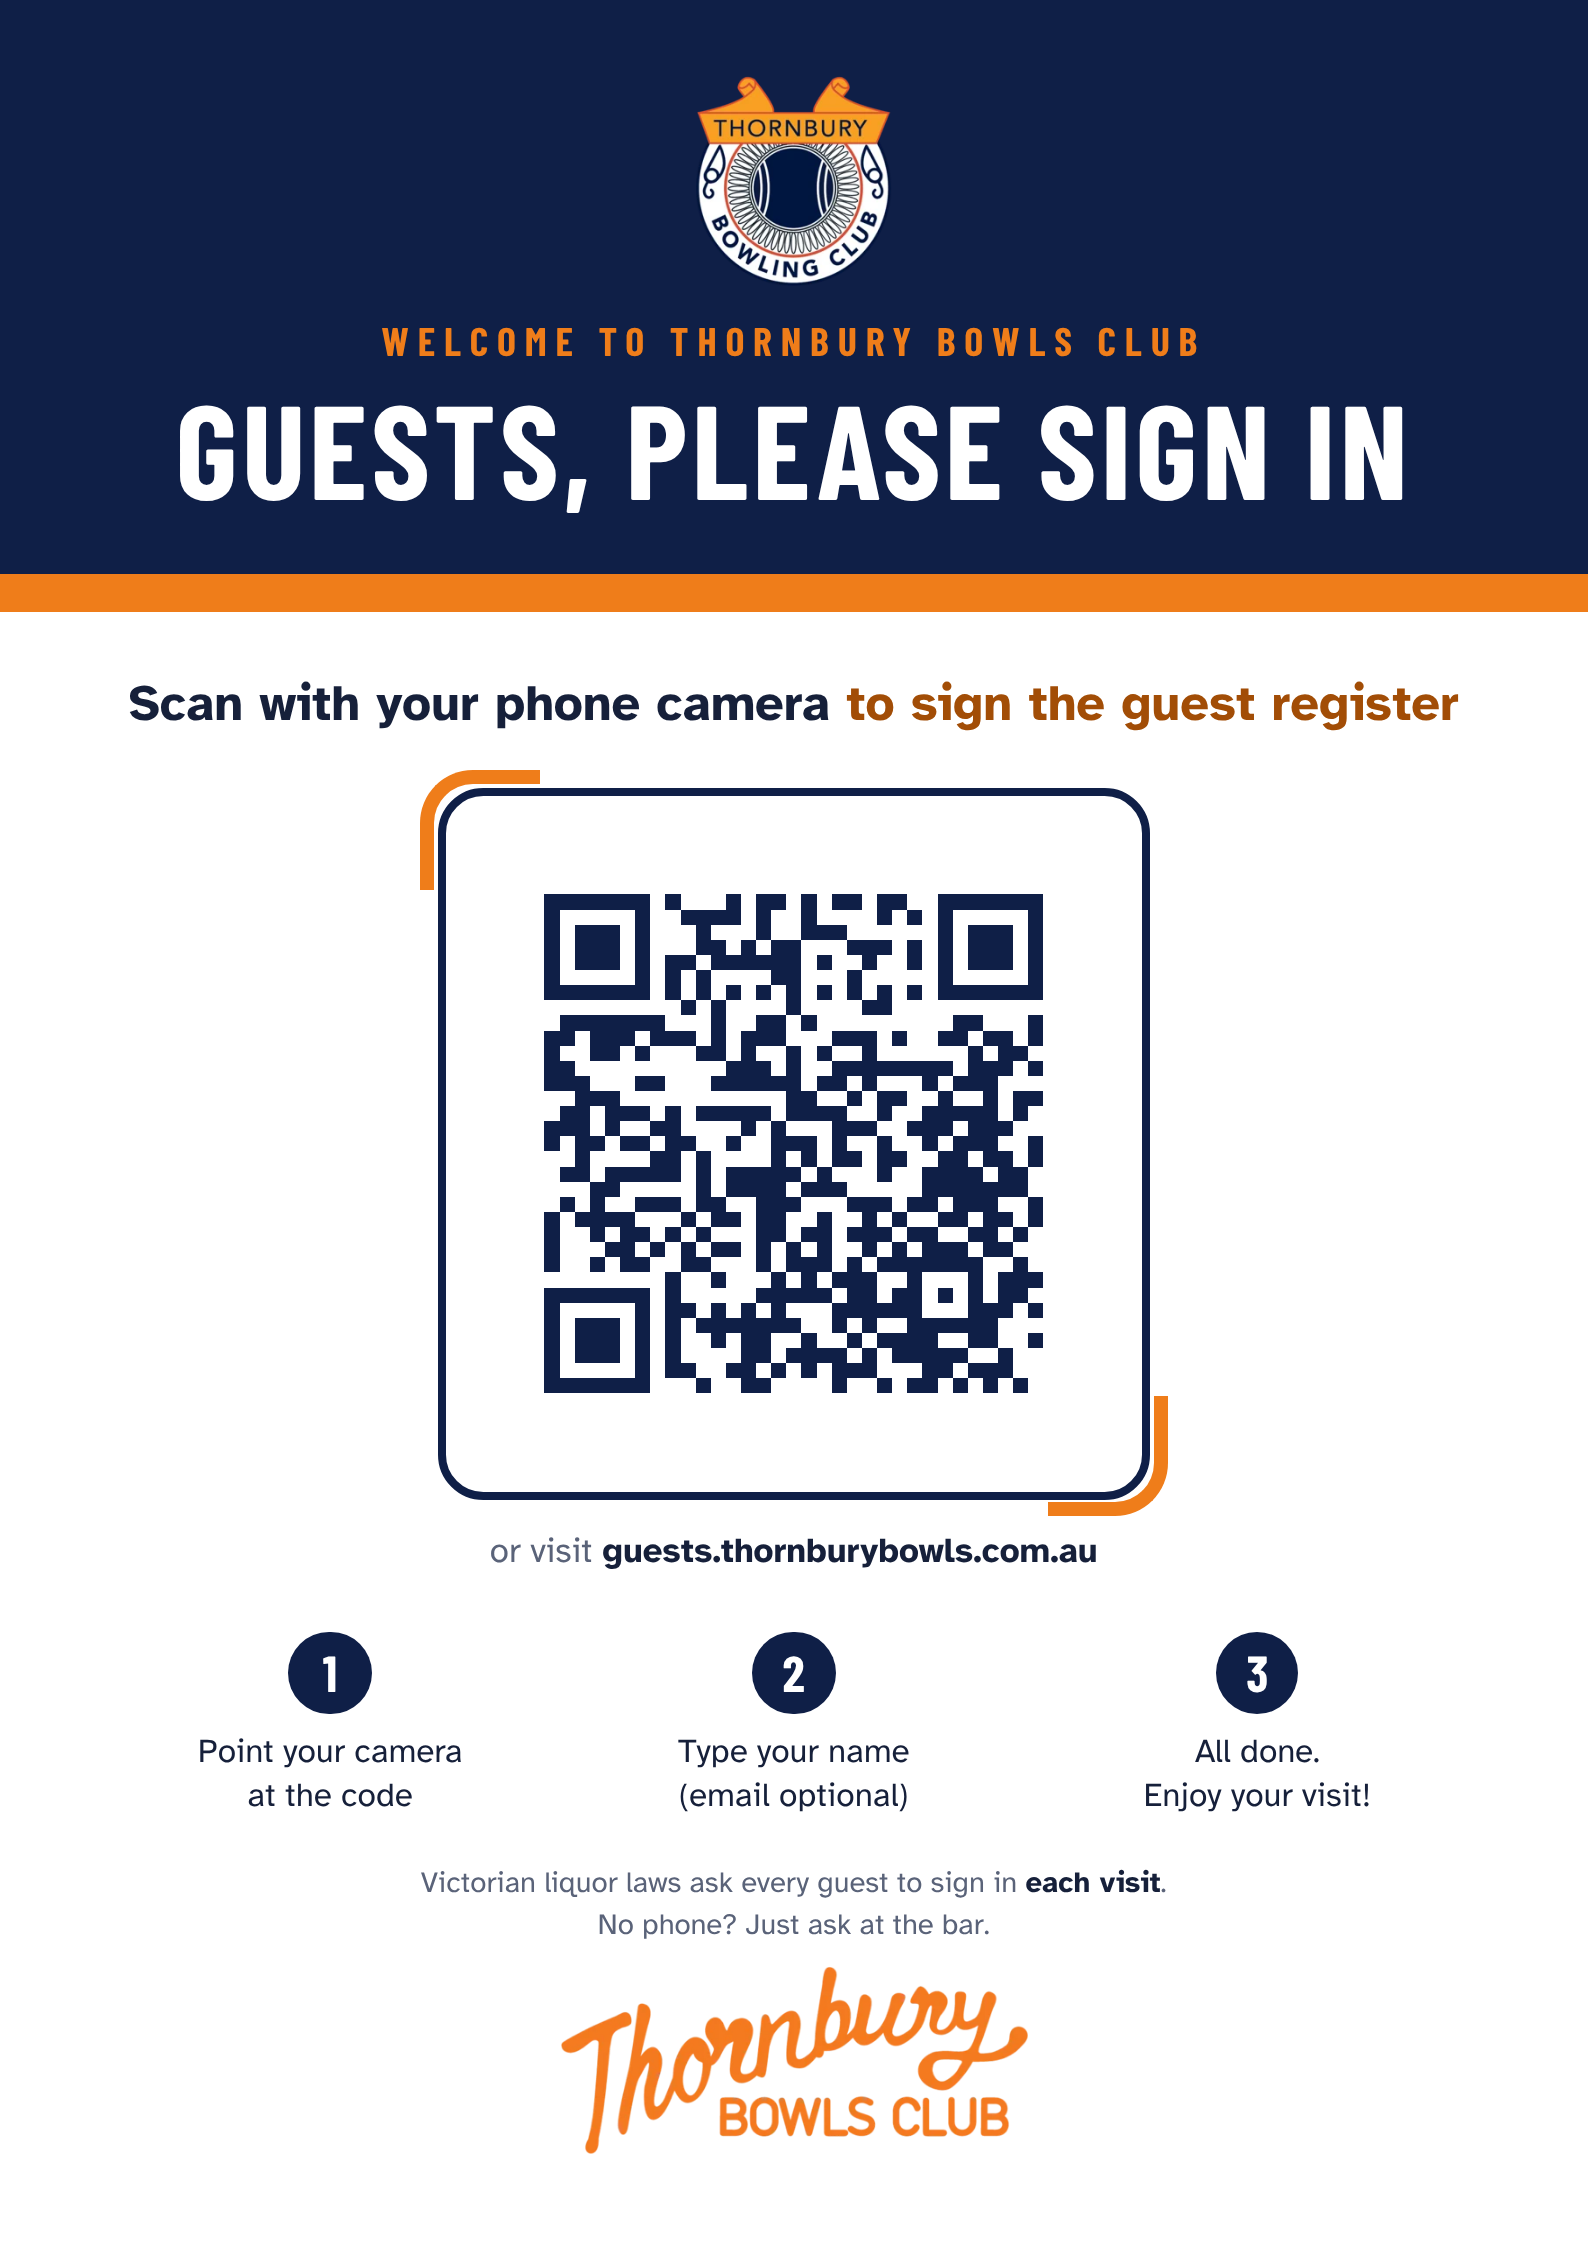 THORNBURY
BOWLING CLUB
WELCOME TO THORNBURY BOWLS CLUB
GUESTS, PLEASE SIGN IN
Scan with your phone camera to sign the guest register
or visit guests.thornburybowls.com.au
1
Point your camera
at the code
2
Type your name
(email optional)
3
All done.
Enjoy your visit!
Victorian liquor laws ask every guest to sign in each visit.
No phone? Just ask at the bar.
Thornbury
BOWLS CLUB